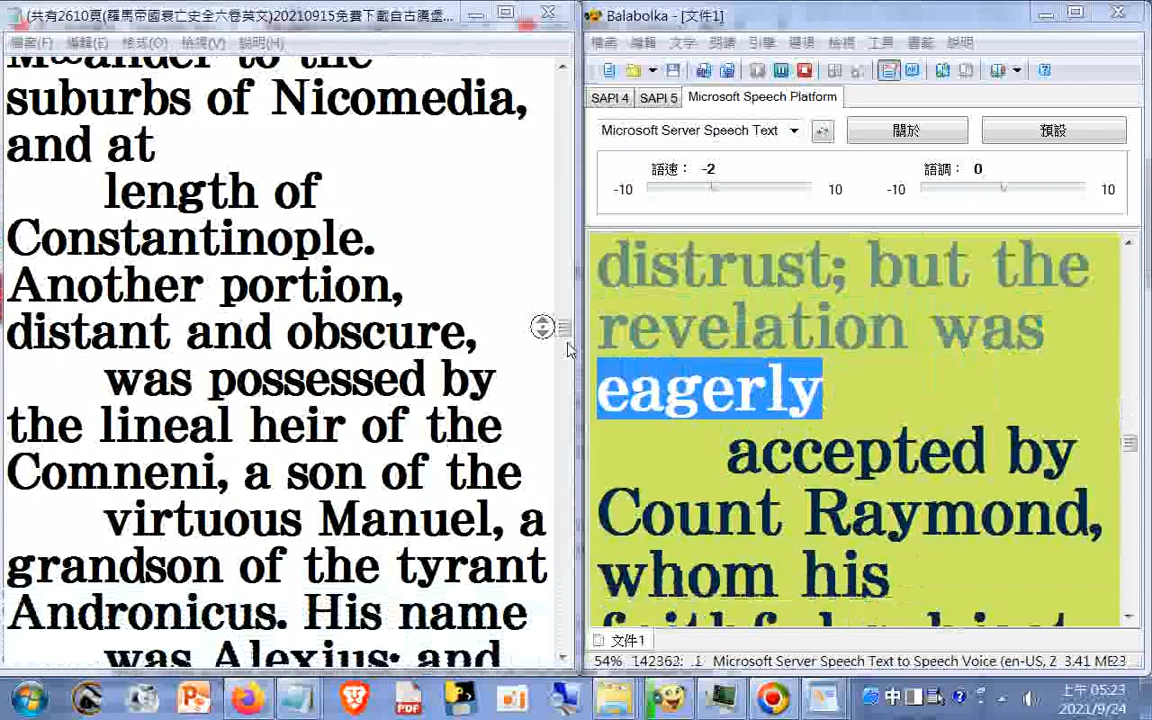 (共有2610頁(羅馬帝國衰亡史全六卷英文)20210915免費下載自古騰堡...
檔案(F) 編輯(E) 格式(O) 檢視(V) 說明(H)
Mæander to the
suburbs of Nicomedia,
and at
length of
Constantinople.
Another portion,
distant and obscure,
was possessed by
the lineal heir of the
Comneni, a son of the
virtuous Manuel, a
grandson of the tyrant
Andronicus. His name
was Alexius; and
Balabolka - [文件1]
檔案 編輯 文字 朗讀 引擎 選項 檢視 工具 書籤 說明
SAPI 4 SAPI 5 Microsoft Speech Platform
Microsoft Server Speech Text 關於 預設
語速： -2 語調： 0
-10 10 -10 10
distrust; but the
revelation was
eagerly
accepted by
Count Raymond,
whom his
文件1
54% 142362: 1 Microsoft Server Speech Text to Speech Voice (en-US, Z 3.41 ME23
中
上午 05:23
2021/9/24